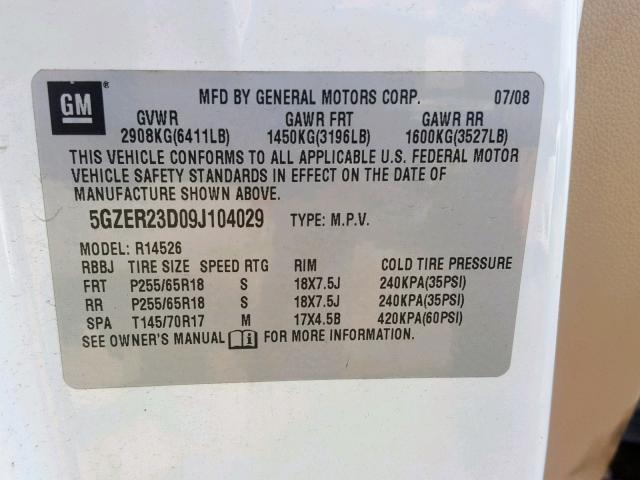 GM ®
MFD BY GENERAL MOTORS CORP. 07/08
GVWR GAWR FRT GAWR RR
2908KG(6411LB) 1450KG(3196LB) 1600KG(3527LB)
THIS VEHICLE CONFORMS TO ALL APPLICABLE U.S. FEDERAL MOTOR
VEHICLE SAFETY STANDARDS IN EFFECT ON THE DATE OF
MANUFACTURE SHOWN ABOVE.
5GZER23D09J104029 TYPE: M.P.V.
MODEL: R14526
RBBJ TIRE SIZE SPEED RTG RIM COLD TIRE PRESSURE
FRT P255/65R18 S 18X7.5J 240KPA(35PSI)
RR P255/65R18 S 18X7.5J 240KPA(35PSI)
SPA T145/70R17 M 17X4.5B 420KPA(60PSI)
SEE OWNER'S MANUAL i FOR MORE INFORMATION.